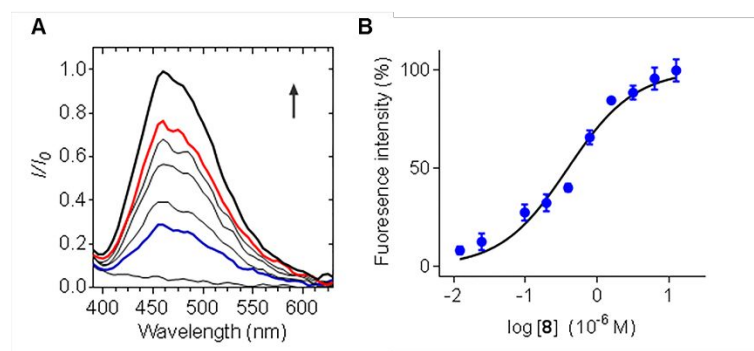 A
B
I/I0
1.0
0.8
0.6
0.4
0.2
0.0
400 450 500 550 600
Wavelength (nm)
Fluoresence intensity (%)
100
50
0
-2 -1 0 1
log [8] (10-6 M)